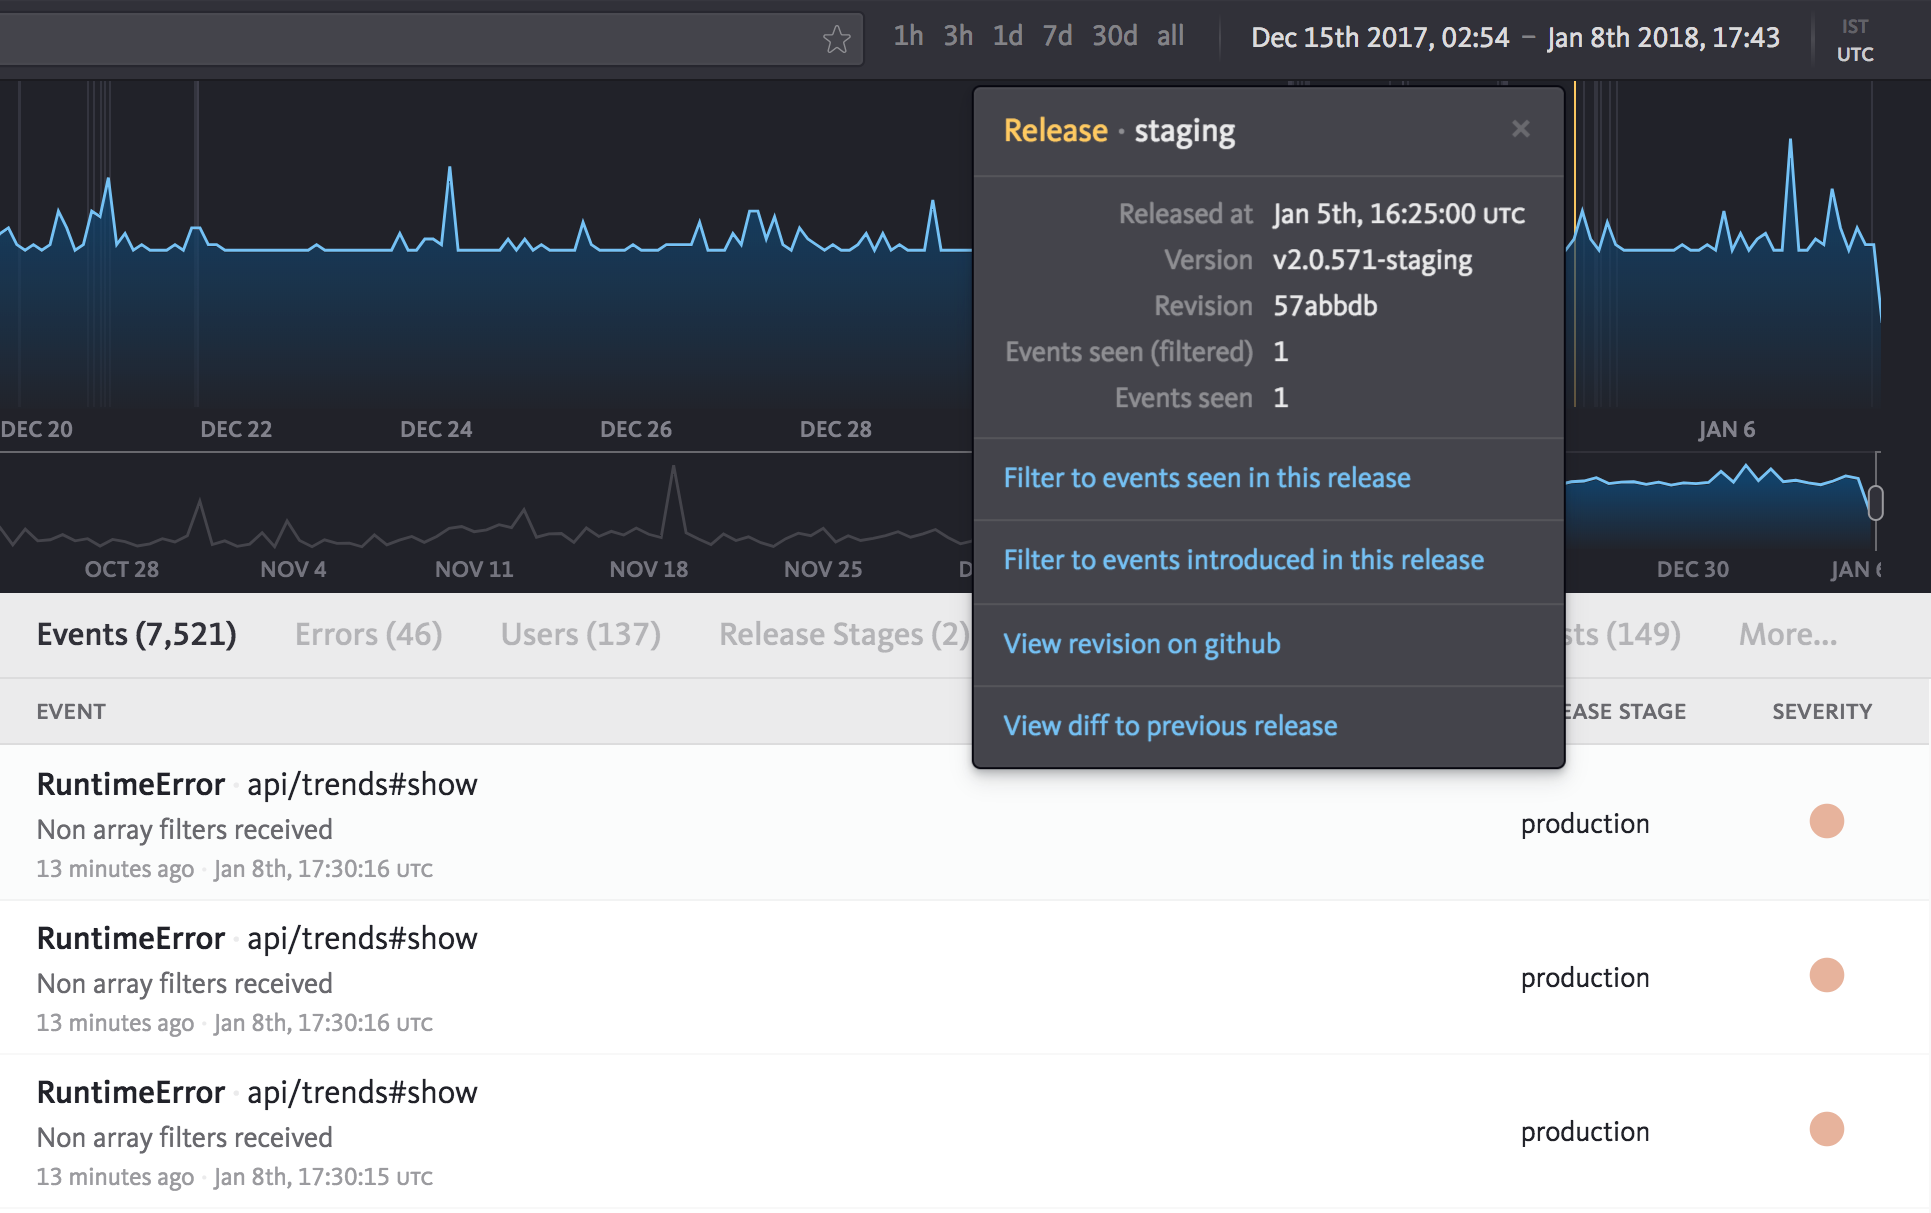 1h 3h 1d 7d 30d all Dec 15th 2017, 02:54 – Jan 8th 2018, 17:43 IST
UTC
Release · staging ×
Released at Jan 5th, 16:25:00 UTC
Version v2.0.571-staging
Revision 57abbdb
Events seen (filtered) 1
Events seen 1
Filter to events seen in this release
Filter to events introduced in this release
View revision on github
View diff to previous release
DEC 20 DEC 22 DEC 24 DEC 26 DEC 28 JAN 6
OCT 28 NOV 4 NOV 11 NOV 18 NOV 25 D DEC 30 JAN 6
Events (7,521) Errors (46) Users (137) Release Stages (2) sts (149) More...
EVENT EASE STAGE SEVERITY
RuntimeError · api/trends#show
Non array filters received
13 minutes ago · Jan 8th, 17:30:16 UTC
production
RuntimeError · api/trends#show
Non array filters received
13 minutes ago · Jan 8th, 17:30:16 UTC
production
RuntimeError · api/trends#show
Non array filters received
13 minutes ago · Jan 8th, 17:30:15 UTC
production